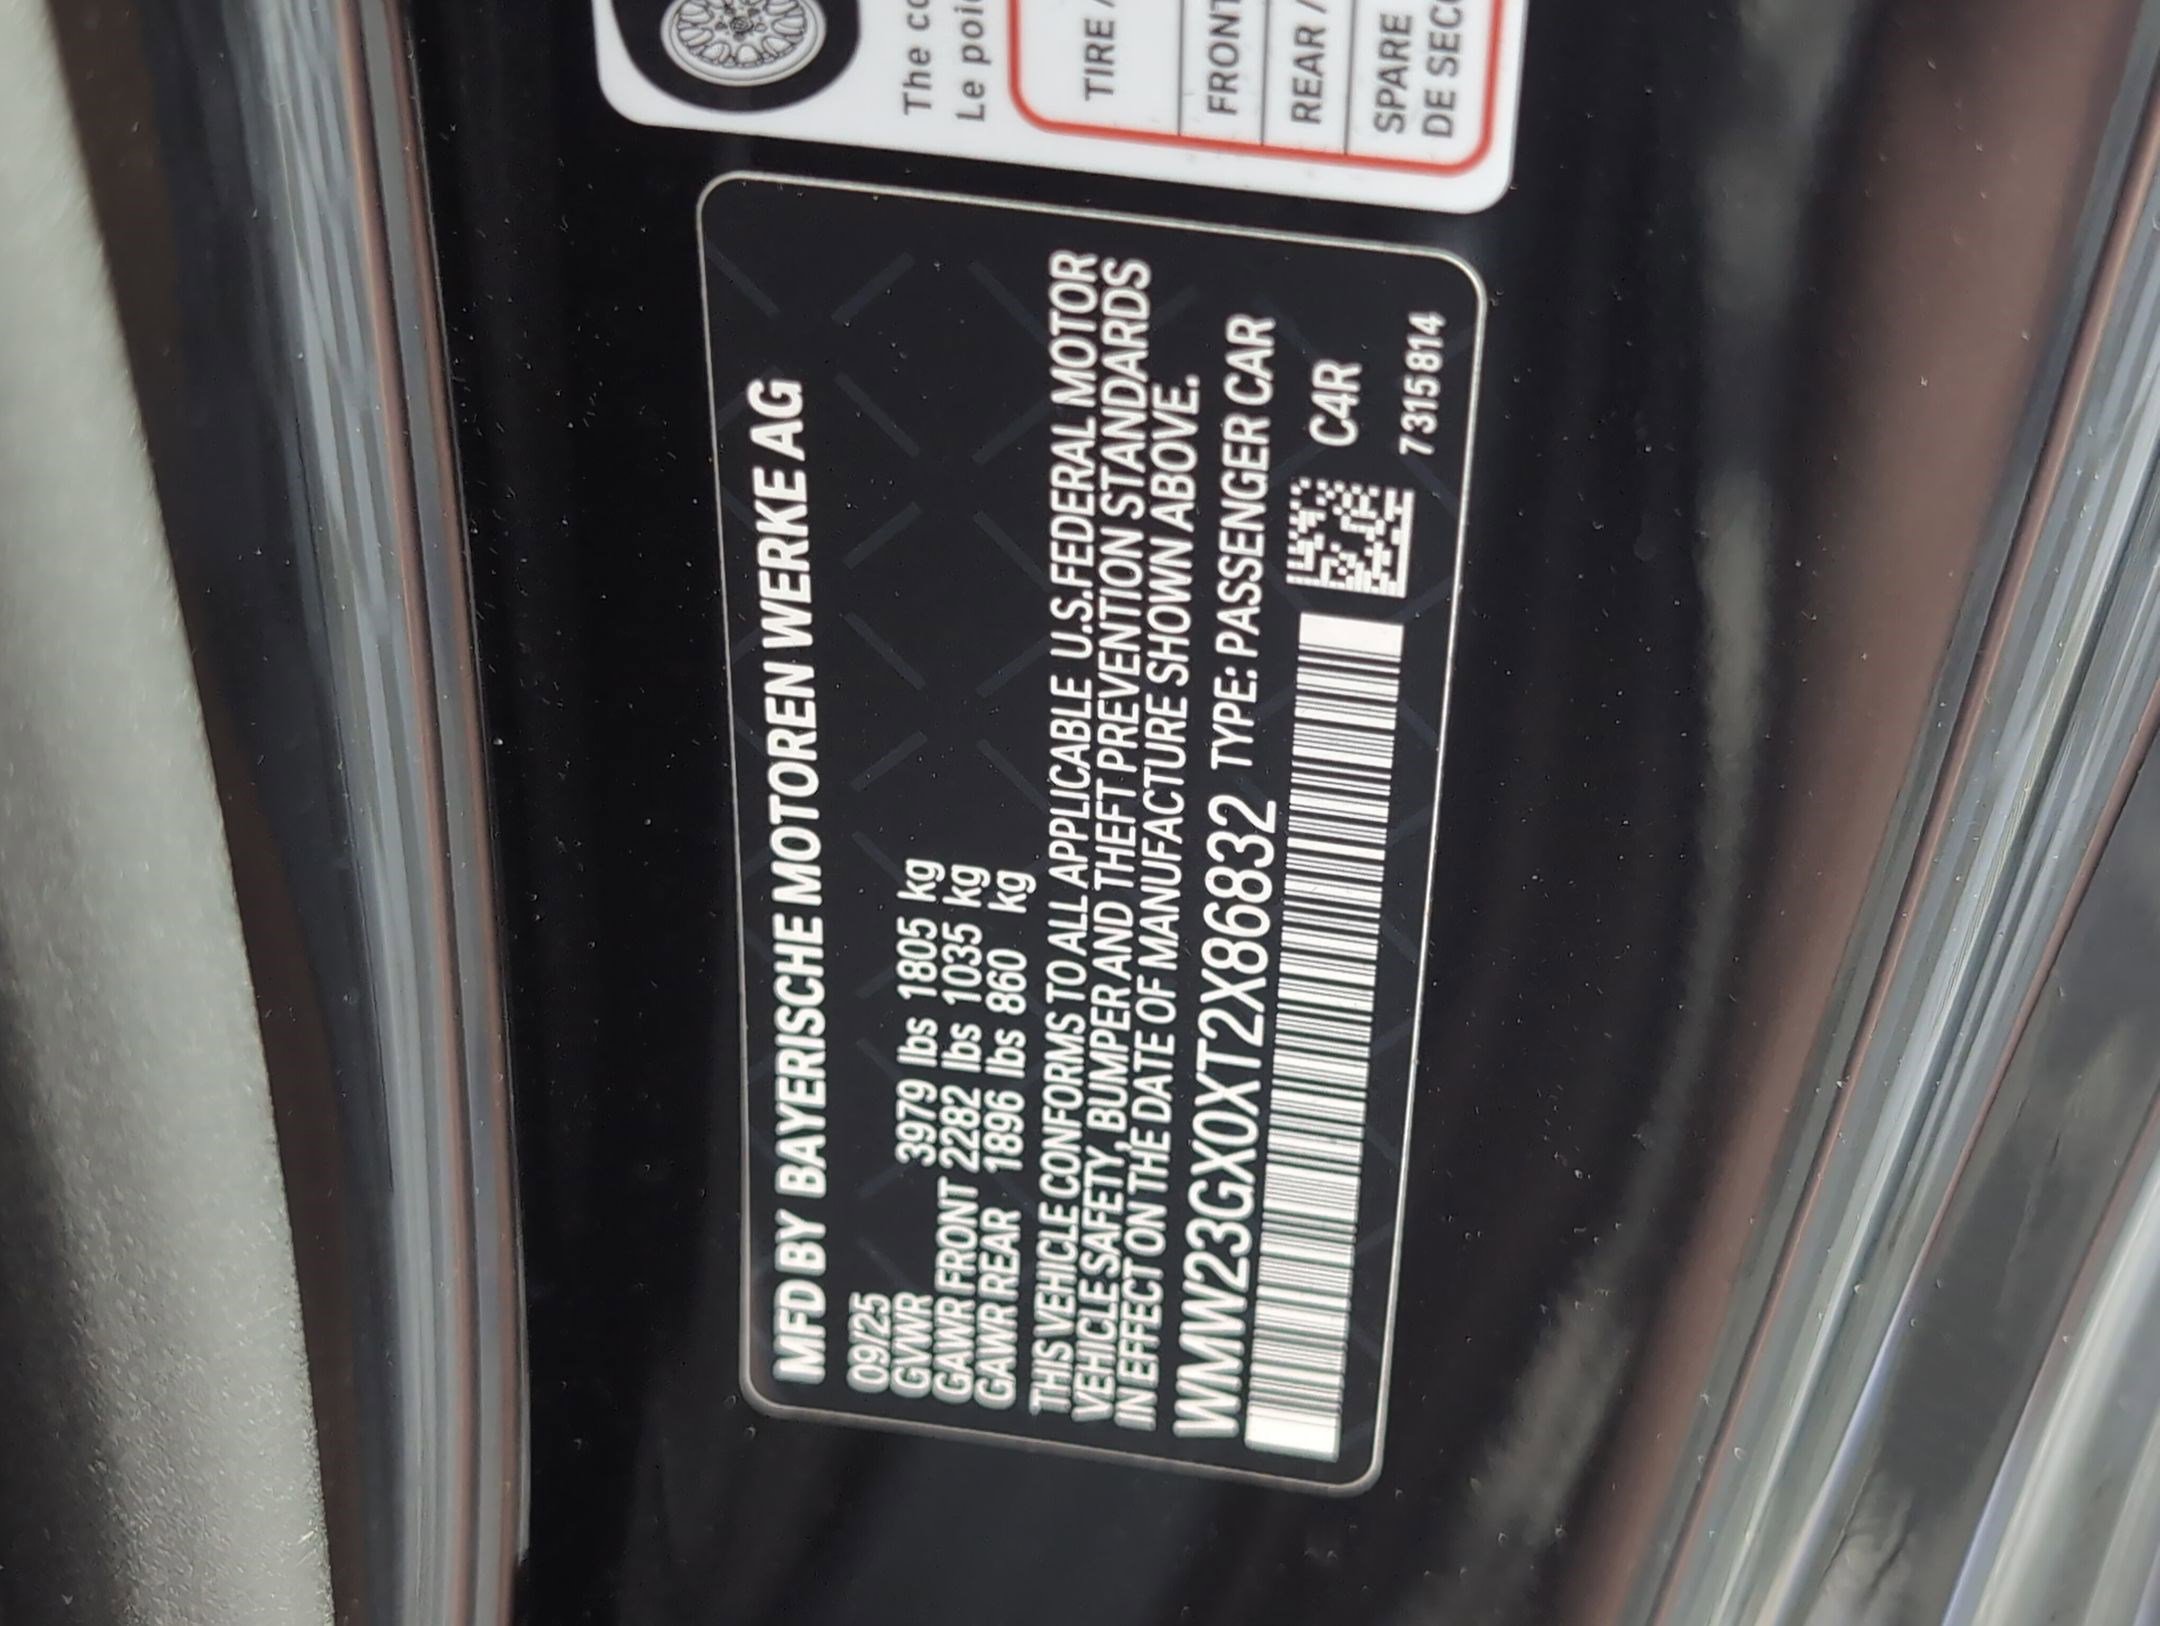 MFD BY BAYERISCHE MOTOREN WERKE AG
09/25
GVWR 3979 lbs 1805 kg
GAWR FRONT 2282 lbs 1035 kg
GAWR REAR 1896 lbs 860 kg
THIS VEHICLE CONFORMS TO ALL APPLICABLE U.S.FEDERAL MOTOR
VEHICLE SAFETY, BUMPER AND THEFT PREVENTION STANDARDS
IN EFFECT ON THE DATE OF MANUFACTURE SHOWN ABOVE.
WMW23GX0XT2X86832 TYPE: PASSENGER CAR
C4R
7315814
The co
Le poi
TIRE /
FRONT
REAR /
SPARE
DE SECO